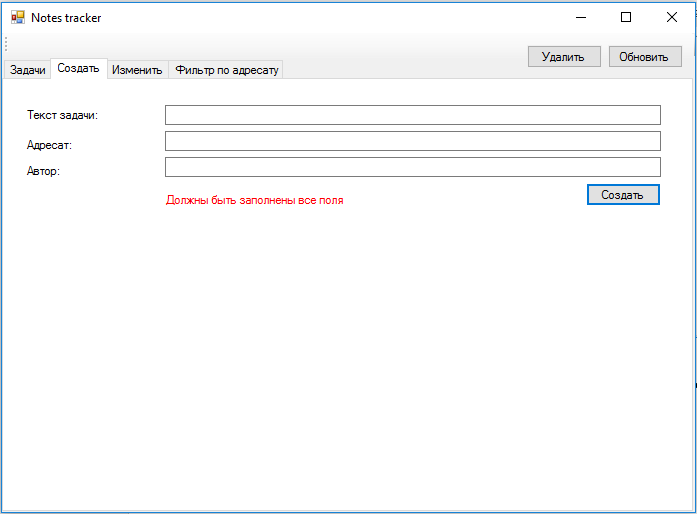 Notes tracker
Удалить Обновить
Задачи Создать Изменить Фильтр по адресату
Текст задачи:
Адресат:
Автор:
Должны быть заполнены все поля Создать